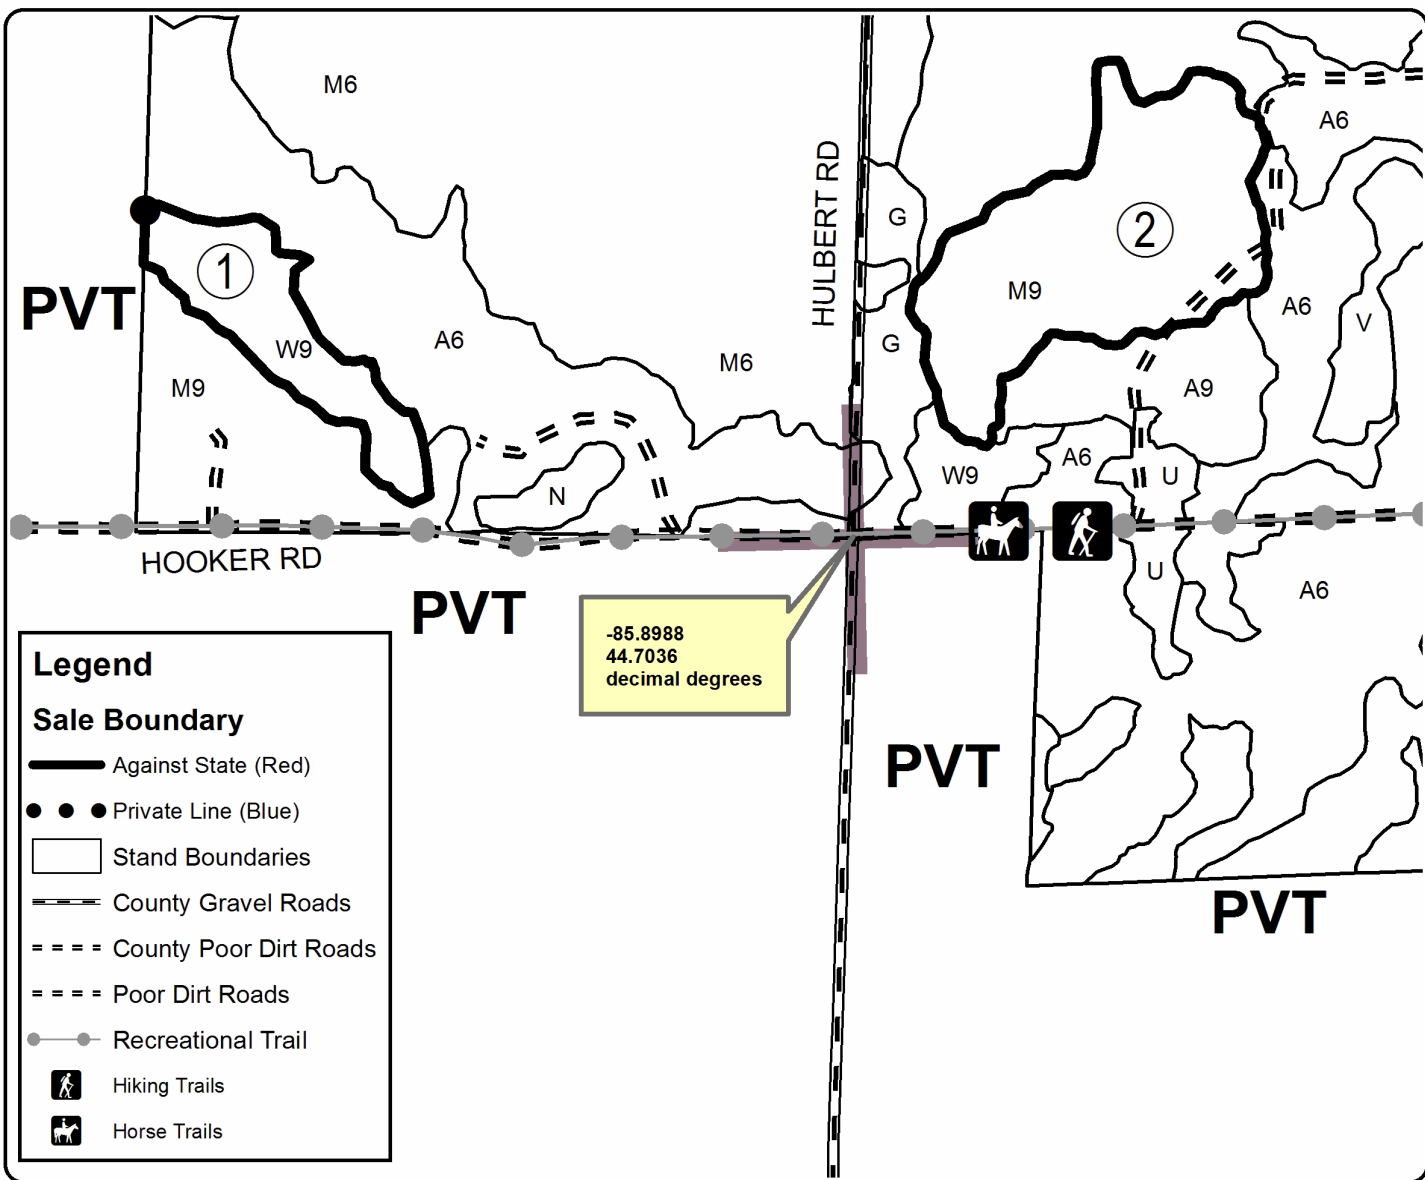 M6
A6
HULBERT RD
G
2
1
M9
PVT
A6
V
W9
A6
G
M6
M9
A9
A6
W9
U
N
HOOKER RD
U
A6
PVT
-85.8988
44.7036
decimal degrees
PVT
PVT
Legend
Sale Boundary
Against State (Red)
Private Line (Blue)
Stand Boundaries
County Gravel Roads
County Poor Dirt Roads
Poor Dirt Roads
Recreational Trail
Hiking Trails
Horse Trails